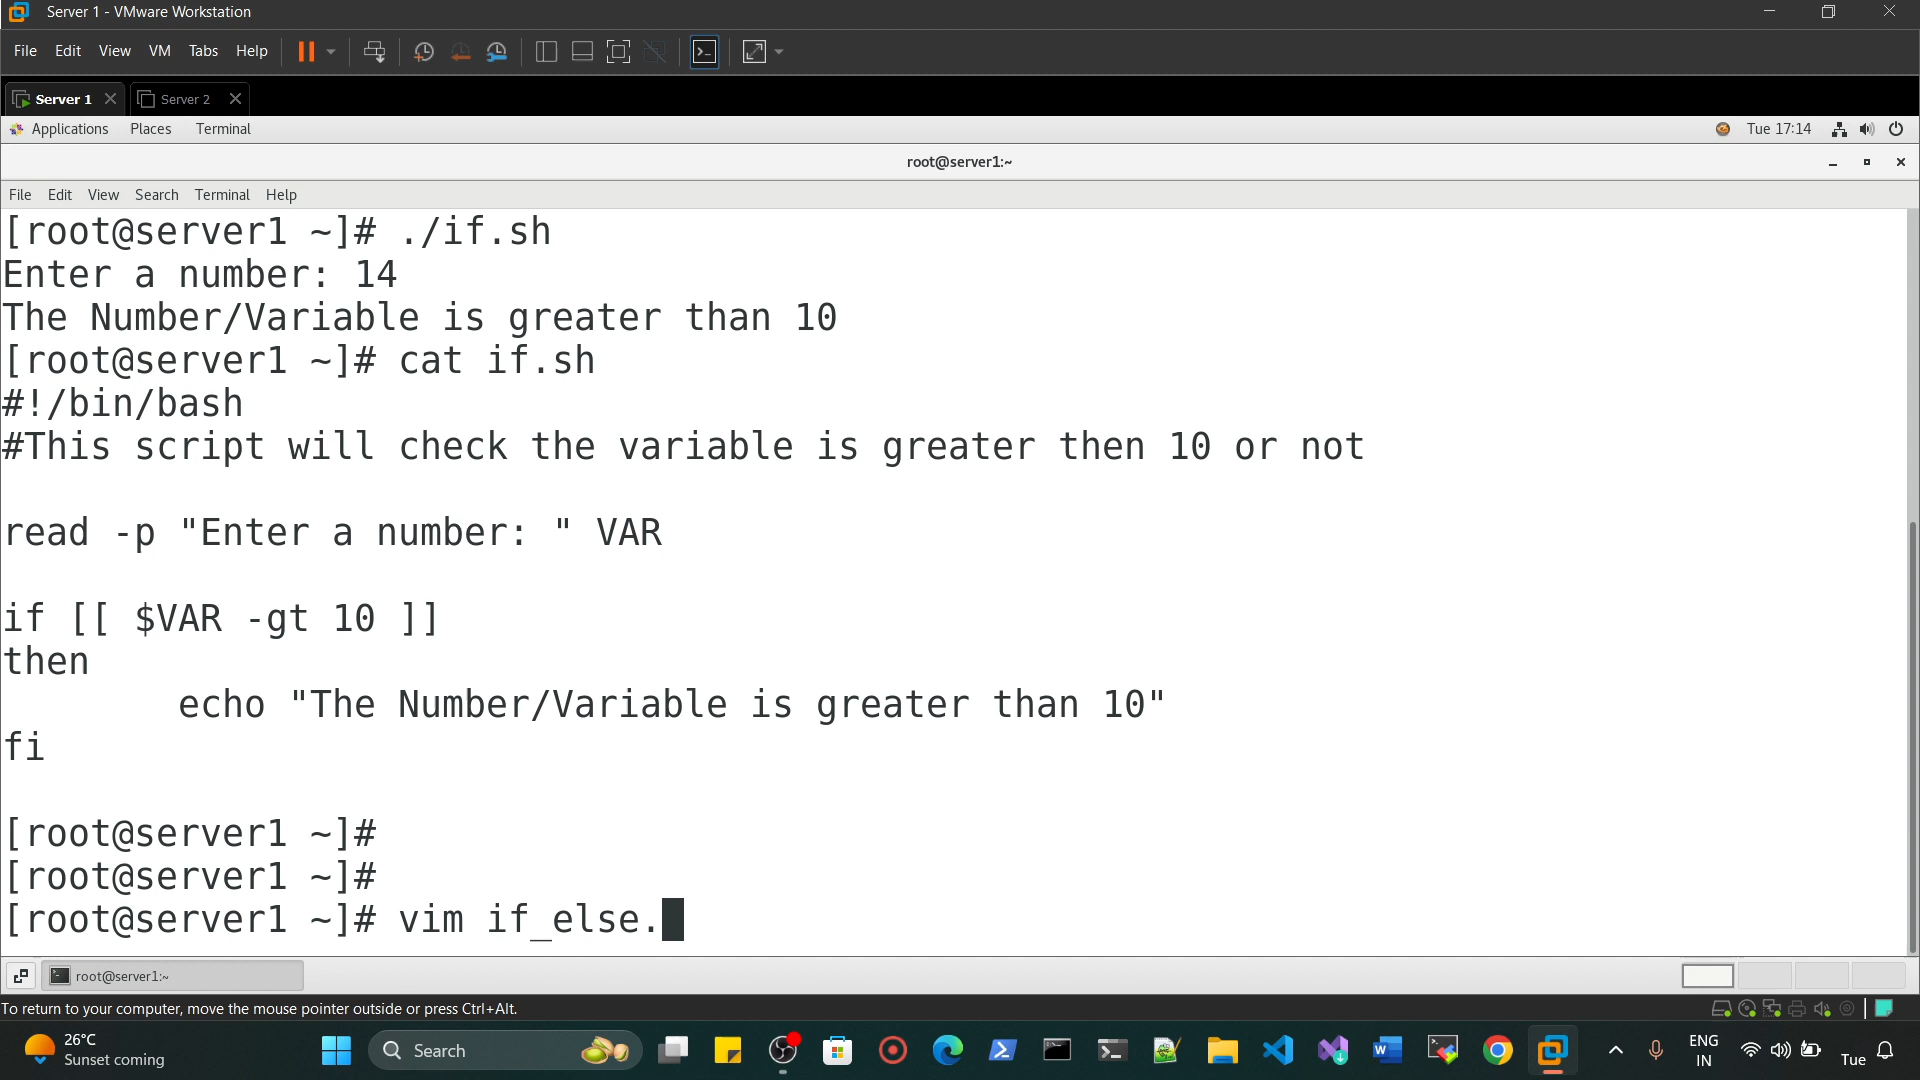 Server 1 - VMware Workstation
File Edit View VM Tabs Help
Server 1 Server 2
Applications Places Terminal Tue 17:14
root@server1:~
File Edit View Search Terminal Help
[root@server1 ~]# ./if.sh
Enter a number: 14
The Number/Variable is greater than 10
[root@server1 ~]# cat if.sh
#!/bin/bash
#This script will check the variable is greater then 10 or not
read -p "Enter a number: " VAR
if [[ $VAR -gt 10 ]]
then
echo "The Number/Variable is greater than 10"
fi
[root@server1 ~]#
[root@server1 ~]#
[root@server1 ~]# vim if_else.
root@server1:~
To return to your computer, move the mouse pointer outside or press Ctrl+Alt.
26°C
Sunset coming
Search
ENG
IN
Tue